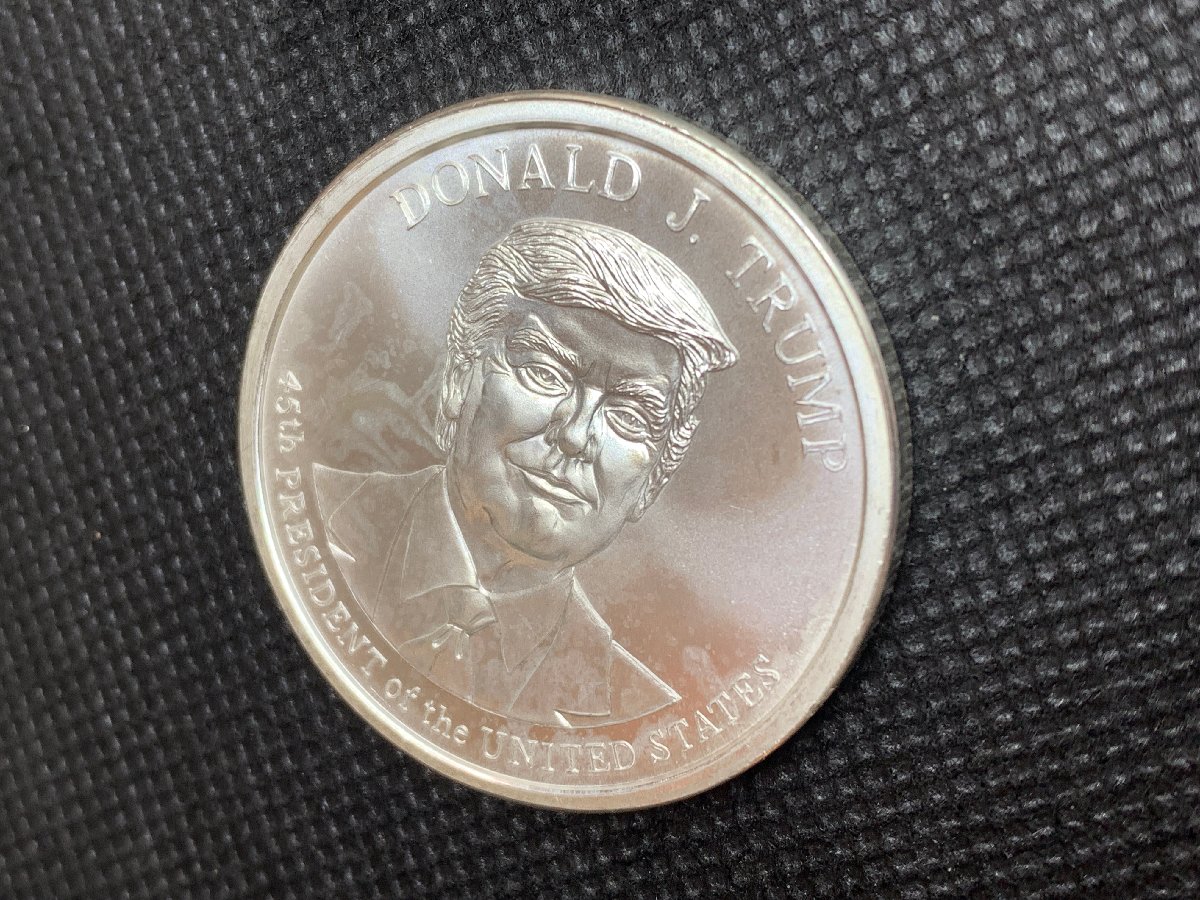 DONALD J. TRUMP
45th PRESIDENT of the UNITED STATES